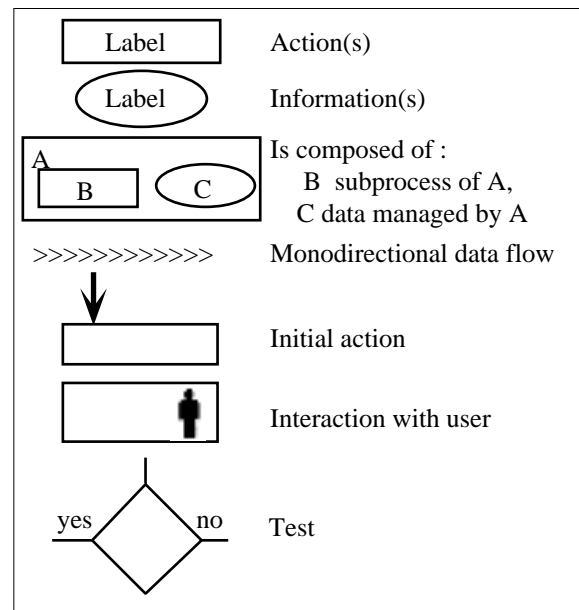 Label Action(s)
Label Information(s)
Is composed of :
A
B C B subprocess of A,
C data managed by A
>>>>>>>>>>>> Monodirectional data flow
Initial action
Interaction with user
yes no Test